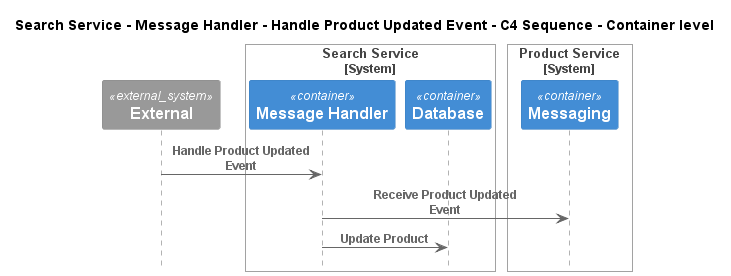 Search Service - Message Handler - Handle Product Updated Event - C4 Sequence - Container level
Search Service
[System]
Product Service
[System]
«external_system»
External
«container»
Message Handler
«container»
Database
«container»
Messaging
Handle Product Updated
Event
Receive Product Updated
Event
Update Product